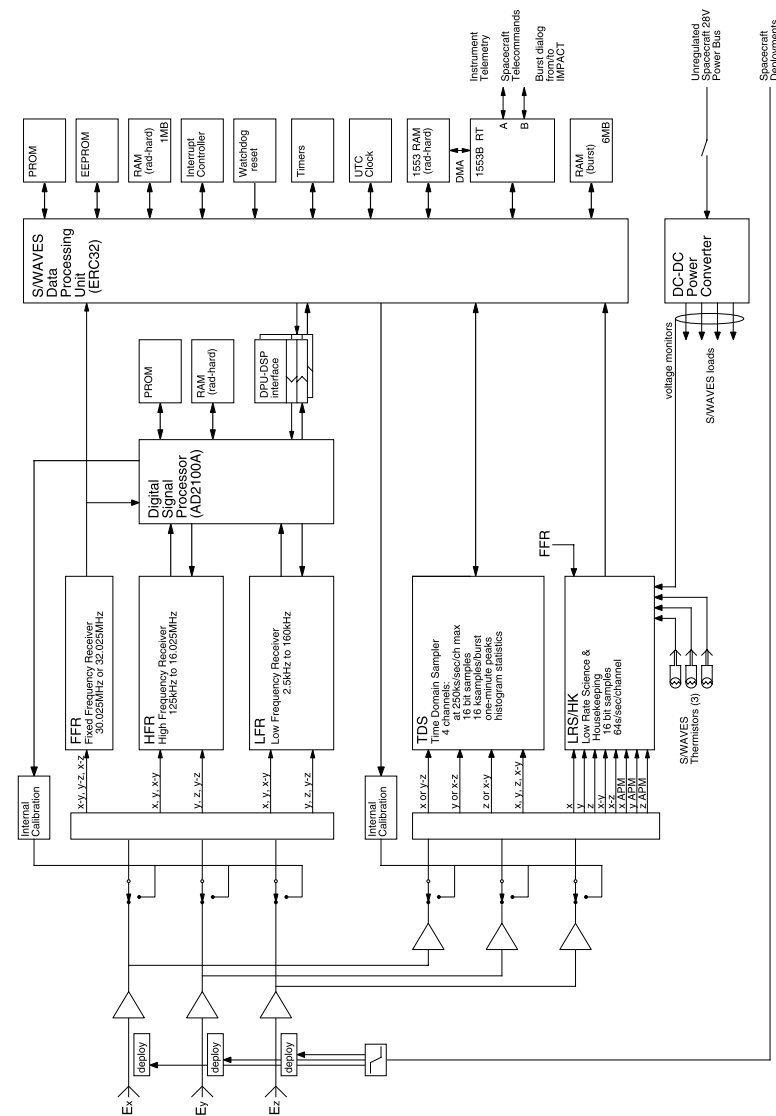 PROM
EEPROM
RAM
(rad-hard)
1MB
Interrupt
Controller
Watchdog
reset
Timers
UTC
Clock
1553 RAM
(rad-hard)
DMA
1553B RT
A
B
RAM
(burst)
6MB
Instrument
Telemetry
Spacecraft
Telecommands
Burst dialog
from/to
IMPACT
Unregulated
Spacecraft 28V
Power Bus
Spacecraft
Deployments
S/WAVES
Data
Processing
Unit
(ERC32)
DC-DC
Power
Converter
voltage monitors
S/WAVES loads
PROM
RAM
(rad-hard)
DPU-DSP
interface
Digital
Signal
Processor
(AD2100A)
FFR
Fixed Frequency Receiver
30.025MHz or 32.025MHz
HFR
High Frequency Receiver
125kHz to 16.025MHz
LFR
Low Frequency Receiver
2.5kHz to 160kHz
TDS
Time Domain Sampler
4 channels:
at 250ks/sec/ch max
16 bit samples
16 ksamples/burst
one-minute peaks
histogram statistics
FFR
LRS/HK
Low Rate Science &
Housekeeping
16 bit samples
64s/sec/channel
S/WAVES
Thermistors (3)
Internal
Calibration
x-y, y-z, x-z
x, y, x-y
y, z, y-z
x, y, x-y
y, z, y-z
Internal
Calibration
x or y-z
y or x-z
z or x-y
x, y, z, x-y
x
y
z
x-y
x-z
x APM
y APM
z APM
deploy
deploy
deploy
Ex
Ey
Ez